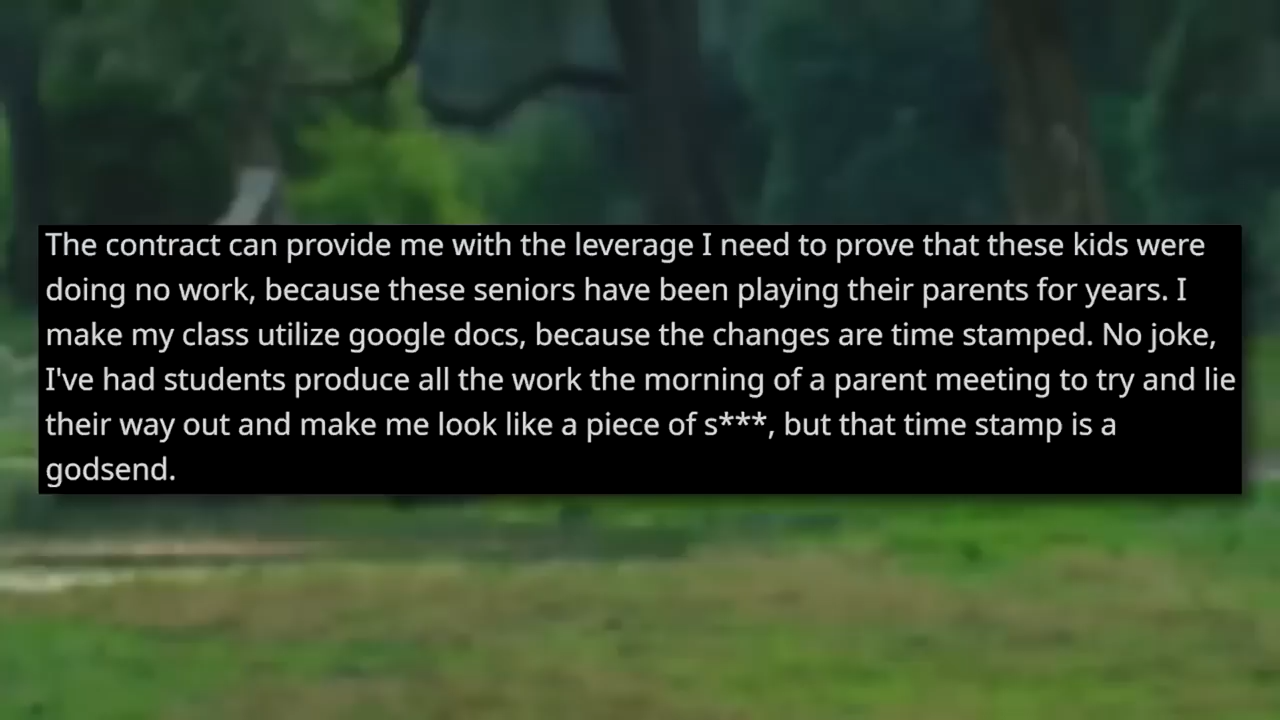 The contract can provide me with the leverage I need to prove that these kids were
doing no work, because these seniors have been playing their parents for years. I
make my class utilize google docs, because the changes are time stamped. No joke,
I've had students produce all the work the morning of a parent meeting to try and lie
their way out and make me look like a piece of s***, but that time stamp is a
godsend.